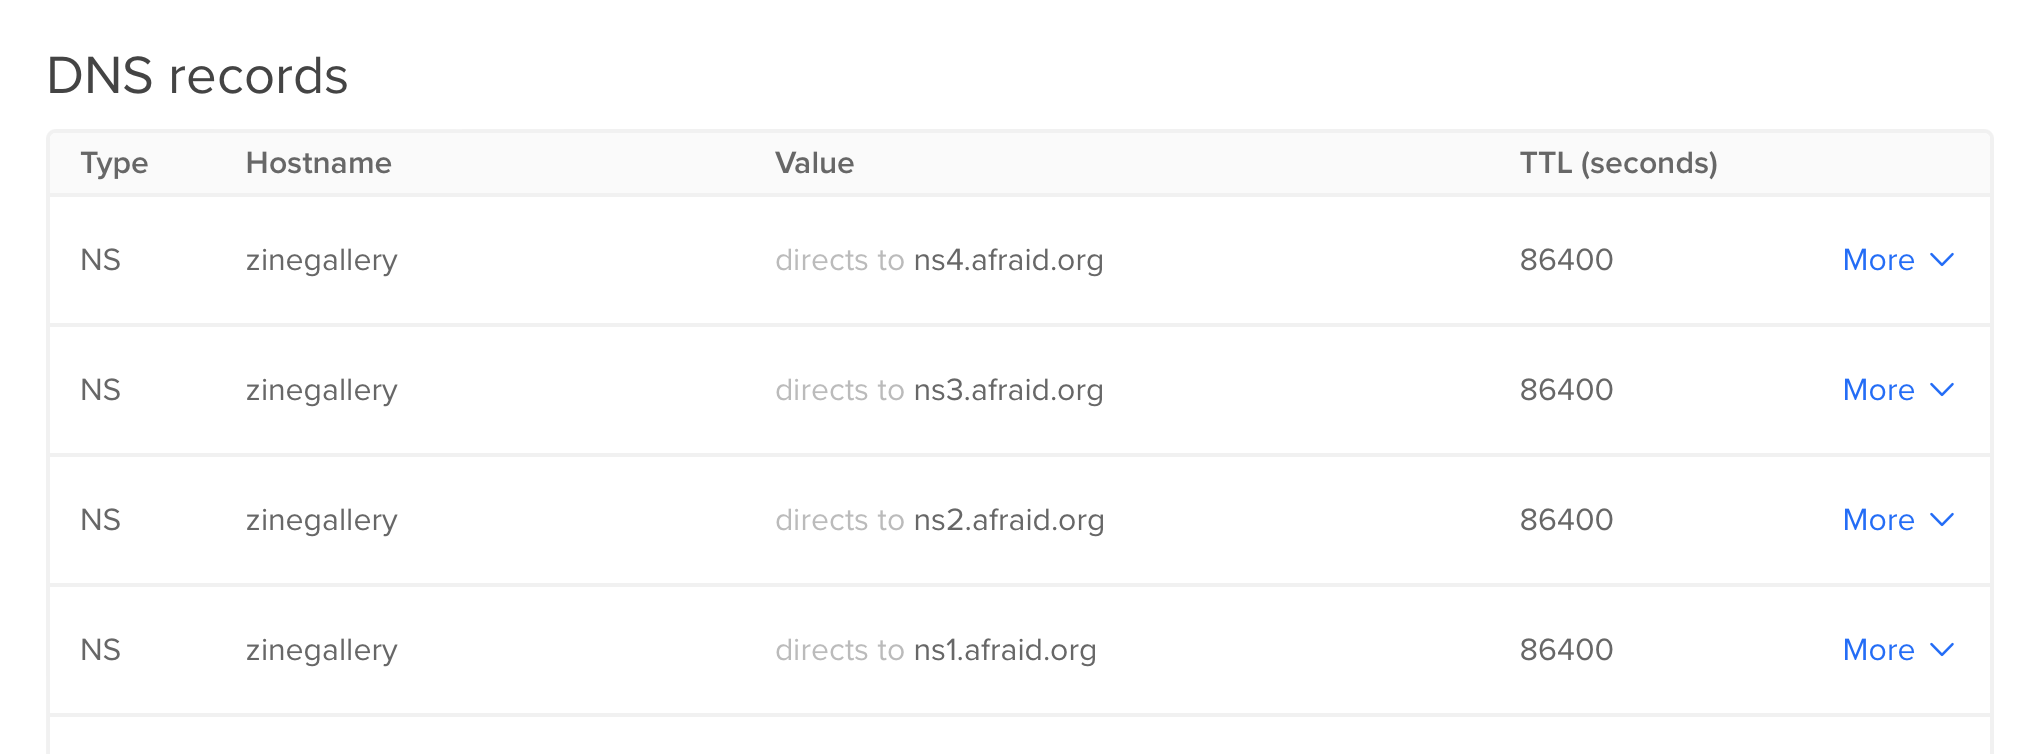 DNS records
Type Hostname Value TTL (seconds)
NS zinegallery directs to ns4.afraid.org 86400 More
NS zinegallery directs to ns3.afraid.org 86400 More
NS zinegallery directs to ns2.afraid.org 86400 More
NS zinegallery directs to ns1.afraid.org 86400 More